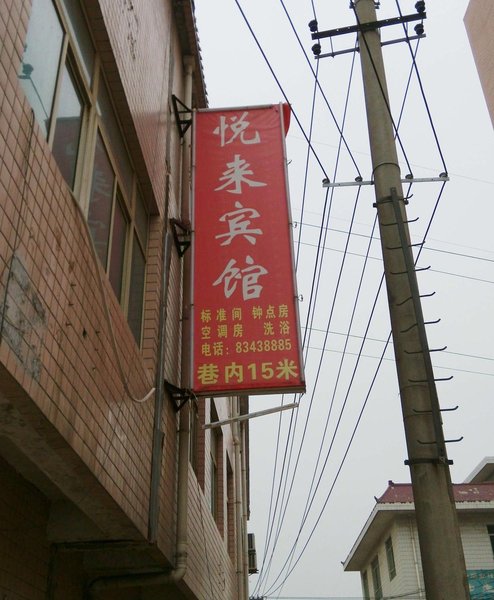 悦来宾馆
标准间 钟点房
空调房 洗浴
电话：83438885
巷内15米